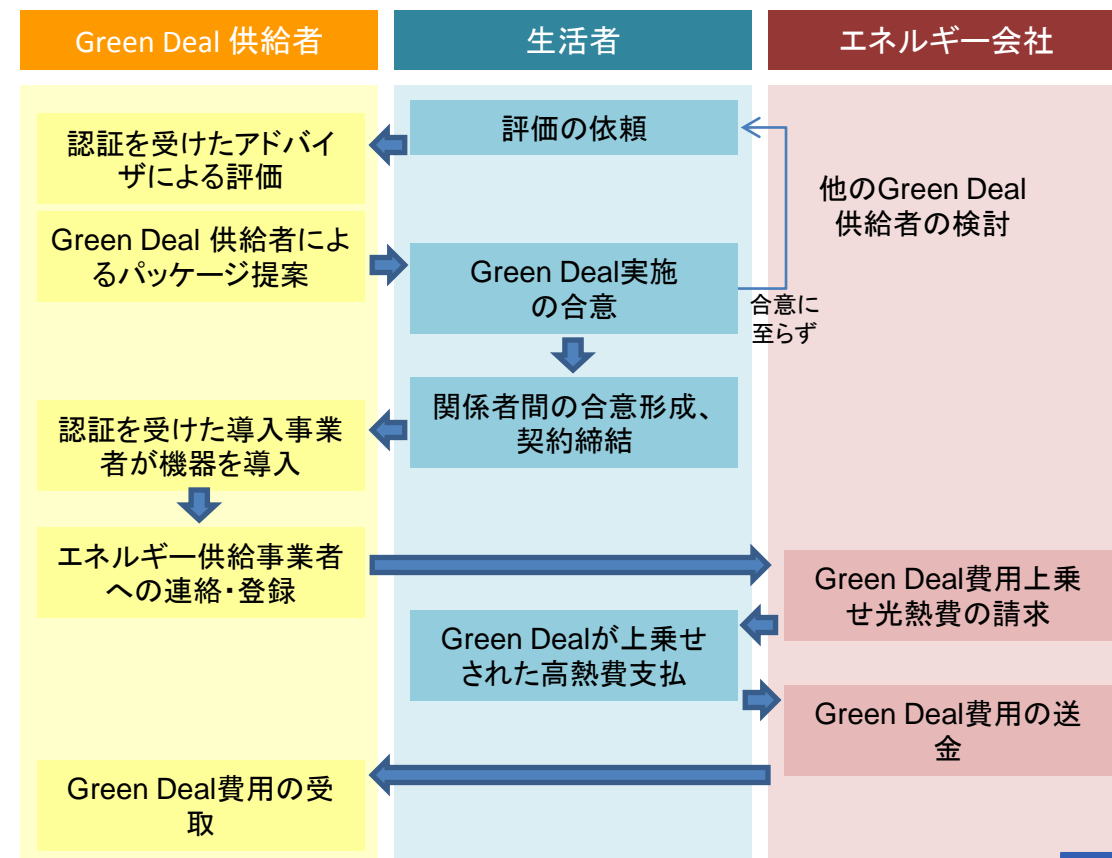 Green Deal 供給者
生活者
エネルギー会社
評価の依頼
認証を受けたアドバイ
ザによる評価
他のGreen Deal
供給者の検討
Green Deal 供給者によ
るパッケージ提案
Green Deal実施
の合意
合意に
至らず
関係者間の合意形成、
契約締結
認証を受けた導入事業
者が機器を導入
エネルギー供給事業者
への連絡・登録
Green Deal費用上乗
せ光熱費の請求
Green Dealが上乗せ
された高熱費支払
Green Deal費用の送
金
Green Deal費用の受
取